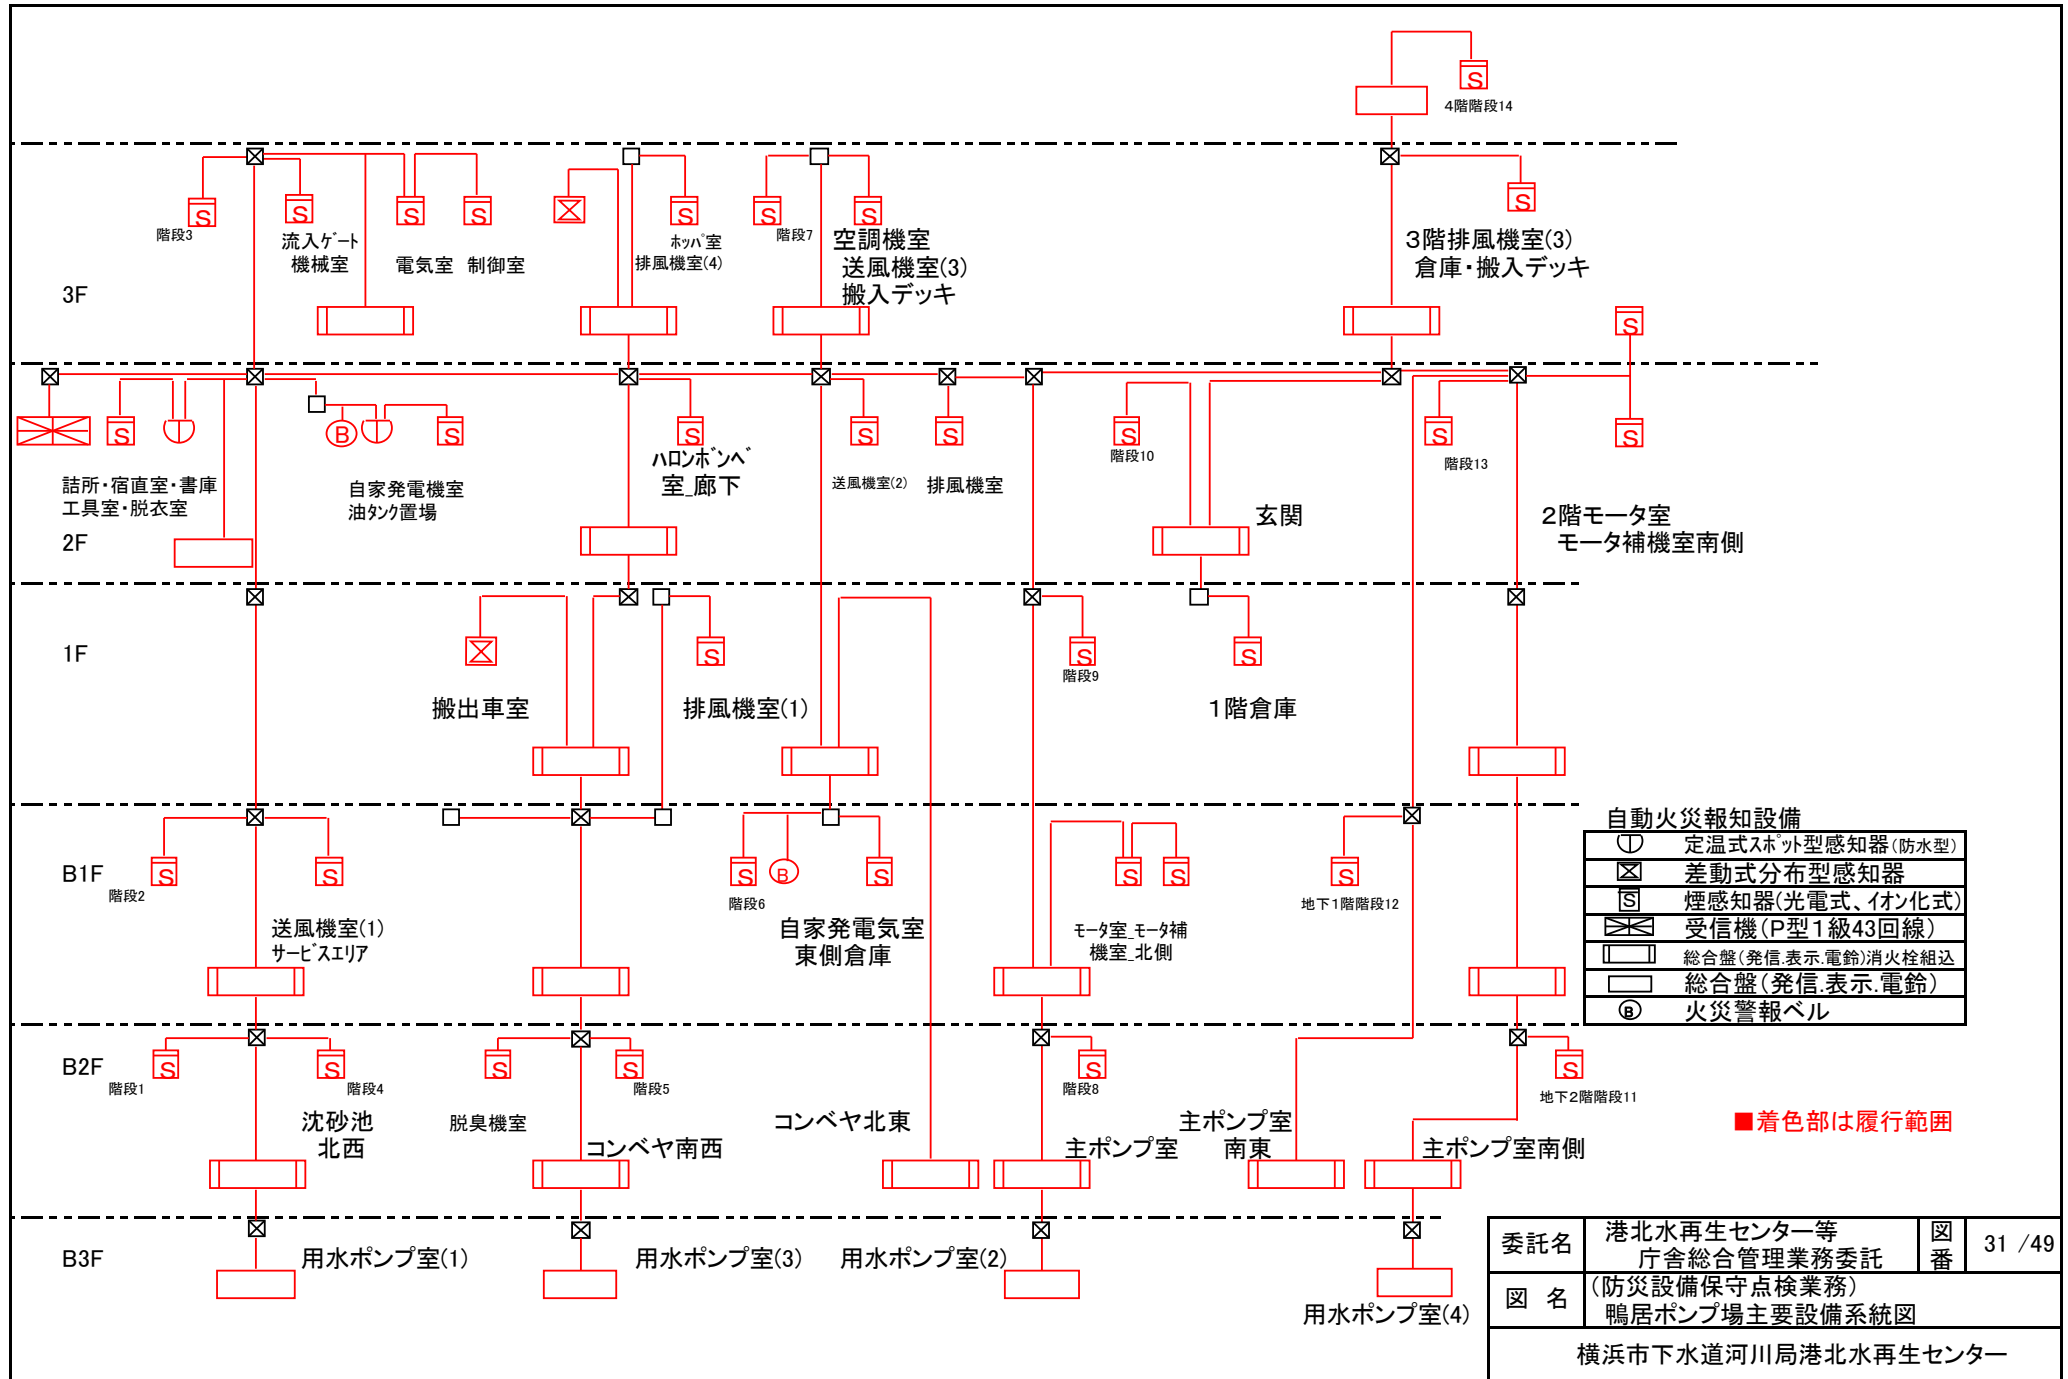 S
4階階段14
S
S
S
S
S
S
S
S
階段3
流入ｹﾞｰﾄ
機械室
電気室
制御室
ﾎｯﾊﾟ室
排風機室(4)
階段7
空調機室
送風機室(3)
搬入デッキ
3階排風機室(3)
倉庫・搬入デッキ
3F
S
S
B
S
S
S
S
S
S
S
階段10
階段13
ﾊﾛﾝﾎﾞﾝﾍﾞ
室_廊下
詰所・宿直室・書庫
工具室・脱衣室
自家発電機室
油ﾀﾝｸ置場
送風機室(2)
排風機室
玄関
2階モータ室
モータ補機室南側
2F
1F
S
S
S
階段9
搬出車室
排風機室(1)
1階倉庫
B1F
S
S
S
B
S
S
S
S
階段2
階段6
地下1階階段12
送風機室(1)
ｻｰﾋﾞｽｴﾘｱ
自家発電気室
東側倉庫
ﾓｰﾀ室_ﾓｰﾀ補
機室_北側
自動火災報知設備
定温式ｽﾎﾟｯﾄ型感知器(防水型)
差動式分布型感知器
S
煙感知器(光電式、ｲｵﾝ化式)
受信機(P型1級43回線)
総合盤(発信.表示.電鈴)消火栓組込
総合盤(発信.表示.電鈴)
B
火災警報ベル
B2F
S
S
S
S
S
S
階段1
階段4
階段5
階段8
地下2階階段11
沈砂池
北西
脱臭機室
コンベヤ南西
コンベヤ北東
主ポンプ室
主ポンプ室
南東
主ポンプ室南側
■着色部は履行範囲
B3F
用水ポンプ室(1)
用水ポンプ室(3)
用水ポンプ室(2)
用水ポンプ室(4)
委託名
港北水再生センター等
庁舎総合管理業務委託
図
番
31 /49
図 名
(防災設備保守点検業務)
鴨居ポンプ場主要設備系統図
横浜市下水道河川局港北水再生センター